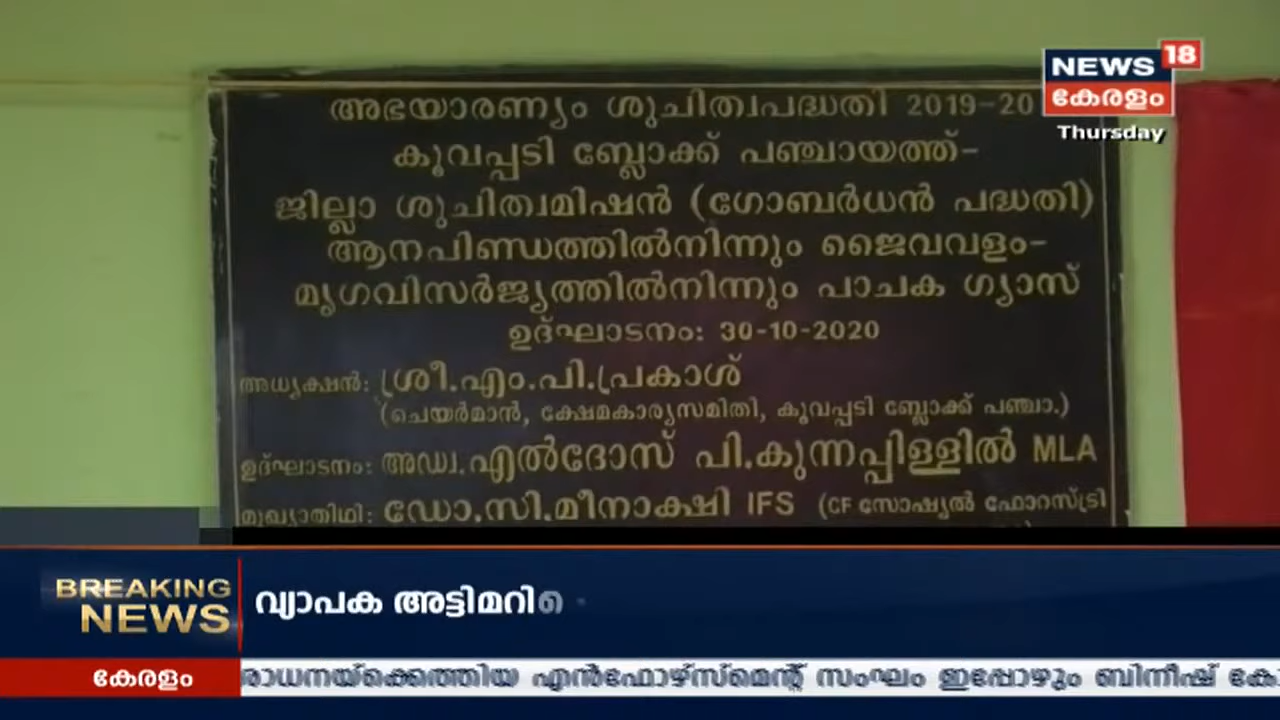 അഭയാരണ്യം ശുചിത്വപദ്ധതി 2019-20
കൂവപ്പടി ബ്ലോക്ക് പഞ്ചായത്ത്-
ജില്ലാ ശുചിത്വമിഷൻ (ഗോബർധൻ പദ്ധതി)
ആനപിണ്ഡത്തിൽനിന്നും ജൈവവളം-
മൃഗവിസർജ്യത്തിൽനിന്നും പാചക ഗ്യാസ്
ഉദ്ഘാടനം: 30-10-2020
അധ്യക്ഷൻ: ശ്രീ.എം.പി.പ്രകാശ്
(ചെയർമാൻ, ക്ഷേമകാര്യസമിതി, കൂവപ്പടി ബ്ലോക്ക് പഞ്ചാ.)
ഉദ്ഘാടനം: അഡ്വ.എൽദോസ് പി.കുന്നപ്പിള്ളിൽ MLA
മുഖ്യാതിഥി: ഡോ.സി.മീനാക്ഷി IFS (CF സോഷ്യൽ ഫോറസ്ട്രി
NEWS 18
കേരളം
Thursday
BREAKING NEWS
വ്യാപക അട്ടിമറി
കേരളം
രാധനയ്ക്കെത്തിയ എൻഫോഴ്സ്മെന്റ് സംഘം ഇപ്പോഴും ബിനീഷ് കോ